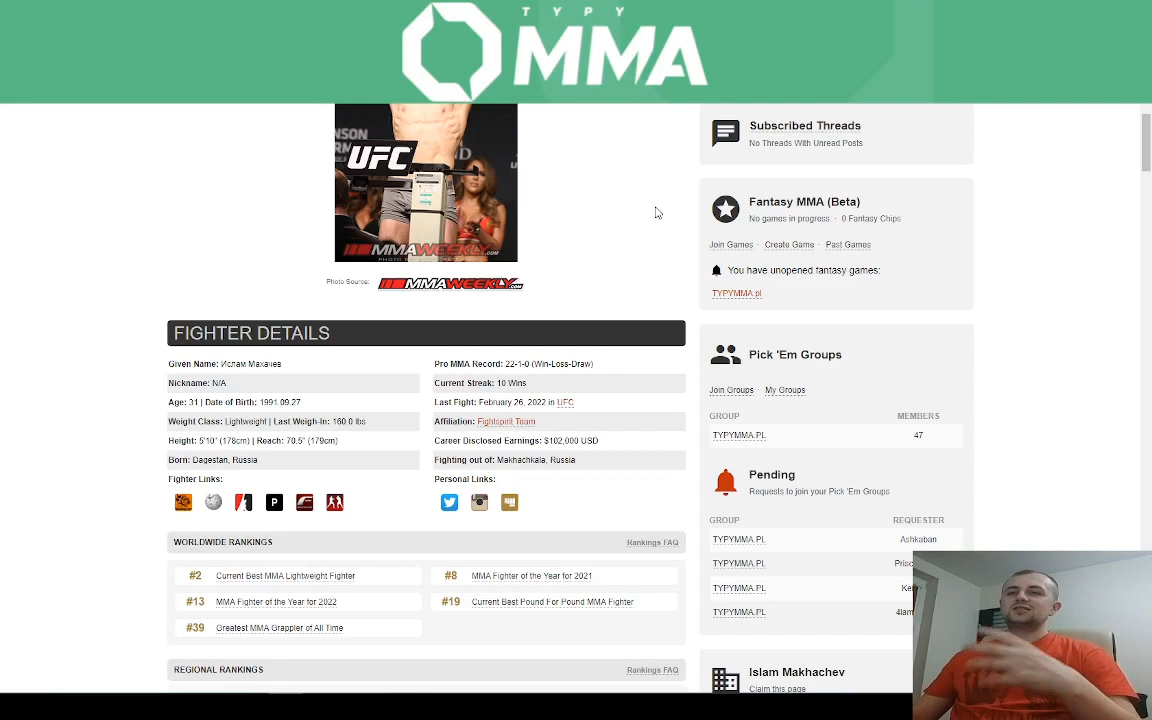 TYPY
MMA
UFC
MMAWEEKLY.COM
Photo Source:
MMAWEEKLY.com
FIGHTER DETAILS
Given Name: Ислам Махачев
Nickname: N/A
Age: 31 | Date of Birth: 1991.09.27
Weight Class: Lightweight | Last Weigh-In: 160.0 lbs
Height: 5'10" (178cm) | Reach: 70.5" (179cm)
Born: Dagestan, Russia
Fighter Links:
Pro MMA Record: 22-1-0 (Win-Loss-Draw)
Current Streak: 10 Wins
Last Fight: February 26, 2022 in UFC
Affiliation: Fightspirit Team
Career Disclosed Earnings: $102,000 USD
Fighting out of: Makhachkala, Russia
Personal Links:
WORLDWIDE RANKINGS
Rankings FAQ
#2 Current Best MMA Lightweight Fighter
#8 MMA Fighter of the Year for 2021
#13 MMA Fighter of the Year for 2022
#19 Current Best Pound For Pound MMA Fighter
#39 Greatest MMA Grappler of All Time
REGIONAL RANKINGS
Rankings FAQ
Subscribed Threads
No Threads With Unread Posts
Fantasy MMA (Beta)
No games in progress · 0 Fantasy Chips
Join Games · Create Game · Past Games
You have unopened fantasy games:
TYPYMMA.pl
Pick 'Em Groups
Join Groups · My Groups
GROUP MEMBERS
TYPYMMA.PL 47
Pending
Requests to join your Pick 'Em Groups
GROUP REQUESTER
TYPYMMA.PL Ashkaban
TYPYMMA.PL
TYPYMMA.PL
TYPYMMA.PL
Islam Makhachev
Claim this page